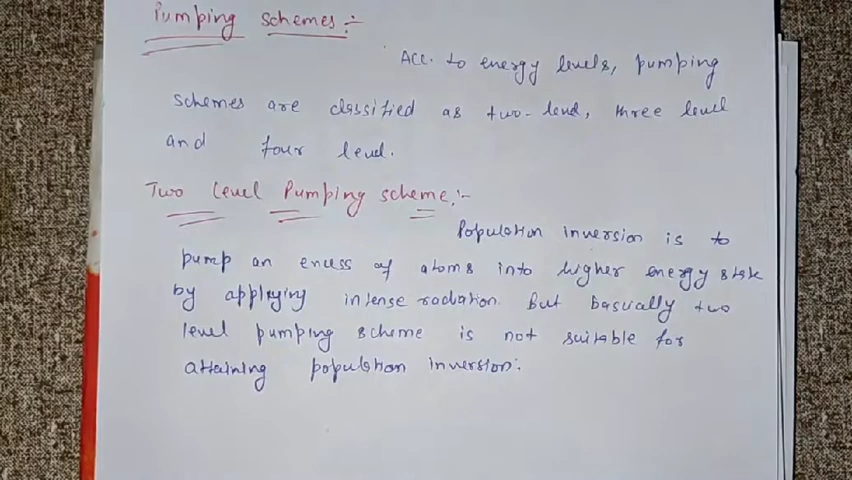 Pumping schemes:-
Acc. to energy levels, pumping
schemes are classified as two-level, three level
and four level.
Two level Pumping scheme:-
Population inversion is to
pump an excess of atoms into higher energy state
by applying intense radiation. But basually two
level pumping scheme is not suitable for
attaining population inversion.